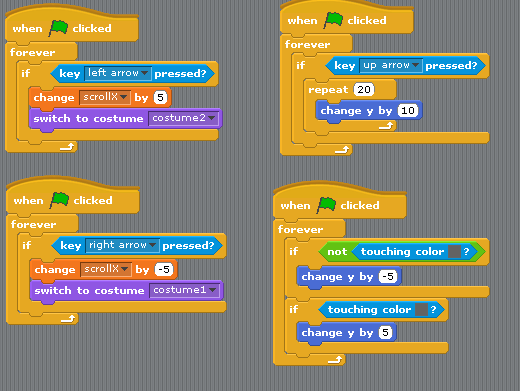 when clicked
forever
if key left arrow pressed?
change scrollX by 5
switch to costume costume2
when clicked
forever
if key up arrow pressed?
repeat 20
change y by 10
when clicked
forever
if key right arrow pressed?
change scrollX by -5
switch to costume costume1
when clicked
forever
if not touching color ?
change y by -5
if touching color ?
change y by 5